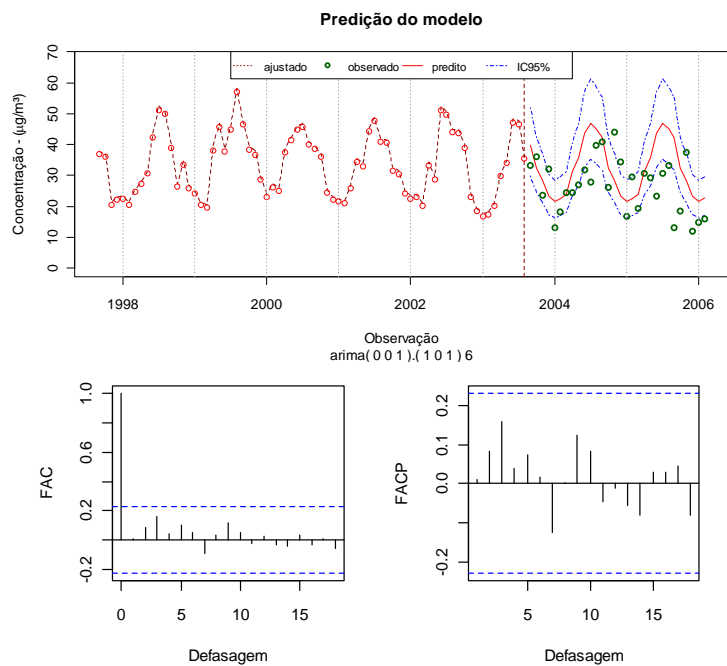 Predição do modelo
Concentração - (µg/m³)
70
60
50
40
30
20
10
0
ajustado observado predito IC95%
1998 2000 2002 2004 2006
Observação
arima( 0 0 1 ).( 1 0 1 ) 6
FAC
1.0
0.6
0.2
-0.2
0 5 10 15
Defasagem
FACP
0.2
0.1
0.0
-0.2
5 10 15
Defasagem